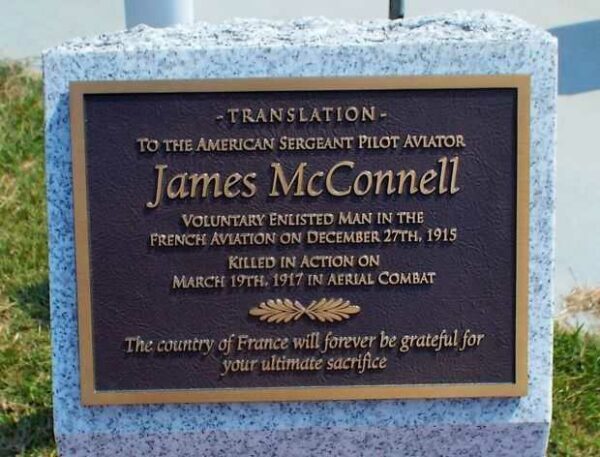 - TRANSLATION -
TO THE AMERICAN SERGEANT PILOT AVIATOR
James McConnell
VOLUNTARY ENLISTED MAN IN THE
FRENCH AVIATION ON DECEMBER 27TH, 1915
KILLED IN ACTION ON
MARCH 19TH, 1917 IN AERIAL COMBAT
The country of France will forever be grateful for
your ultimate sacrifice